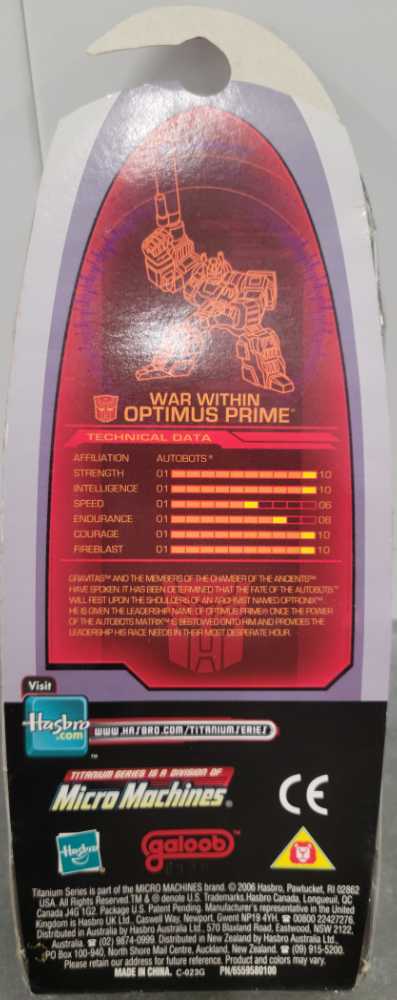 WAR WITHIN
OPTIMUS PRIME®
TECHNICAL DATA
AFFILIATION AUTOBOTS®
STRENGTH 01 10
INTELLIGENCE 01 10
SPEED 01 06
ENDURANCE 01 08
COURAGE 01 10
FIREBLAST 01 10
GRAVITAS™ AND THE MEMBERS OF THE CHAMBER OF THE ANCIENTS™
HAVE SPOKEN. IT HAS BEEN DETERMINED THAT THE FATE OF THE AUTOBOTS™
WILL REST UPON THE SHOULDERS OF AN ARCHIVIST NAMED OPTRONIX™.
HE IS GIVEN THE LEADERSHIP NAME OF OPTIMUS PRIME® ONCE THE POWER
OF THE AUTOBOTS MATRIX™ IS BESTOWED ONTO HIM AND PROVIDES THE
LEADERSHIP HIS RACE NEEDS IN THEIR MOST DESPERATE HOUR.
Visit
Hasbro
.com
WWW.HASBRO.COM/TITANIUMSERIES
™
TITANIUM SERIES IS A DIVISION OF
Micro Machines®
CE
Hasbro
galoob™
Titanium Series is part of the MICRO MACHINES brand. © 2006 Hasbro, Pawtucket, RI 02862
USA. All Rights Reserved.TM & ® denote U.S. Trademarks.Hasbro Canada, Longueuil, QC
Canada J4G 1G2. Package U.S. Patent Pending. Manufactured under license in the United
Kingdom is Hasbro UK Ltd., Caswell Way, Newport, Gwent NP19 4YH. ☎ 00800 22427276.
Distributed in Australia by Hasbro Australia Ltd., 570 Blaxland Road, Eastwood, NSW 2122,
Australia. ☎ (02) 9874-0999. Distributed in New Zealand by Hasbro Australia Ltd.,
PO Box 100-940, North Shore Mail Centre, Auckland, New Zealand. ☎ (09) 915-5200.
Please retain our address for future reference. Product and colors may vary.
MADE IN CHINA. C-023G PN/6559580100